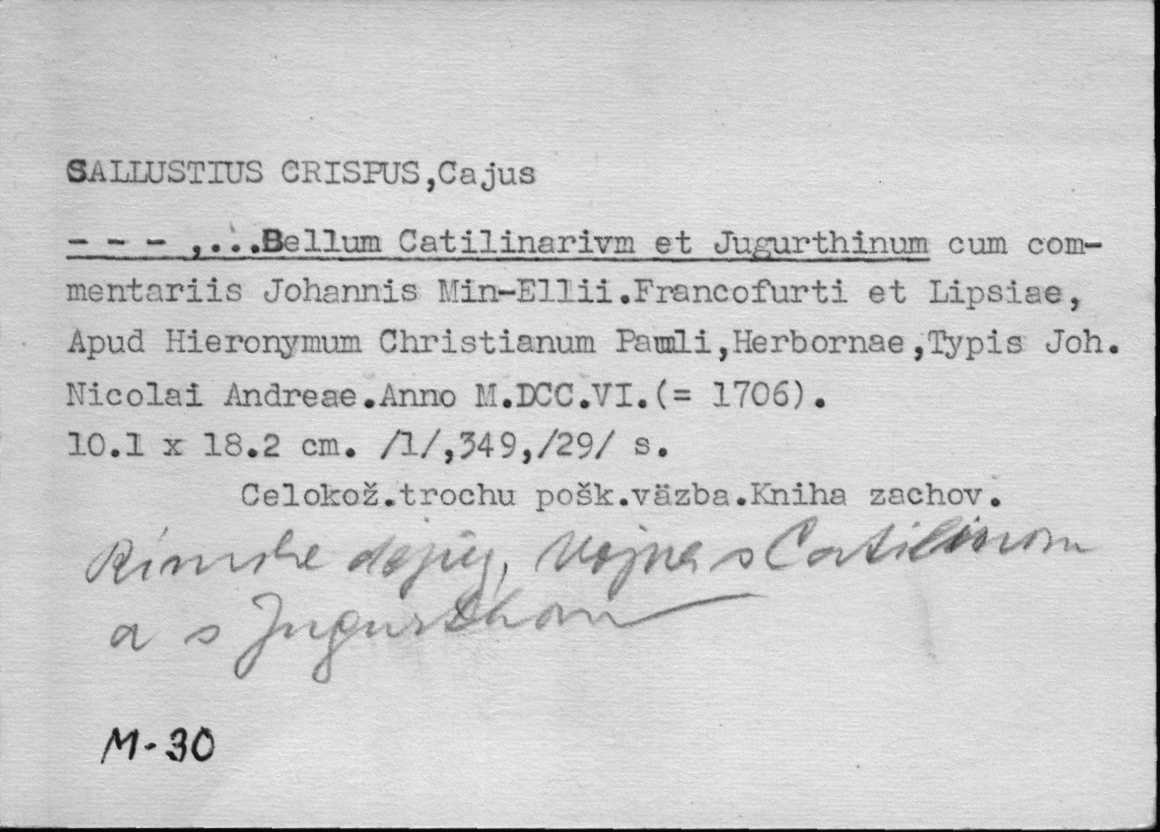 SALLUSTIUS CRISPUS,Cajus
- - - ,...Bellum Catilinarivm et Jugurthinum cum com-
mentariis Johannis Min-Ellii.Francofurti et Lipsiae,
Apud Hieronymum Christianum Paulli,Herbornae,Typis Joh.
Nicolai Andreae.Anno M.DCC.VI.(= 1706).
10.1 x 18.2 cm. /1/,349,/29/ s.
Celokož.trochu pošk.väzba.Kniha zachov.
Rímske dejiny, Vojna s Catilinom
a s Jugurthom
M-30